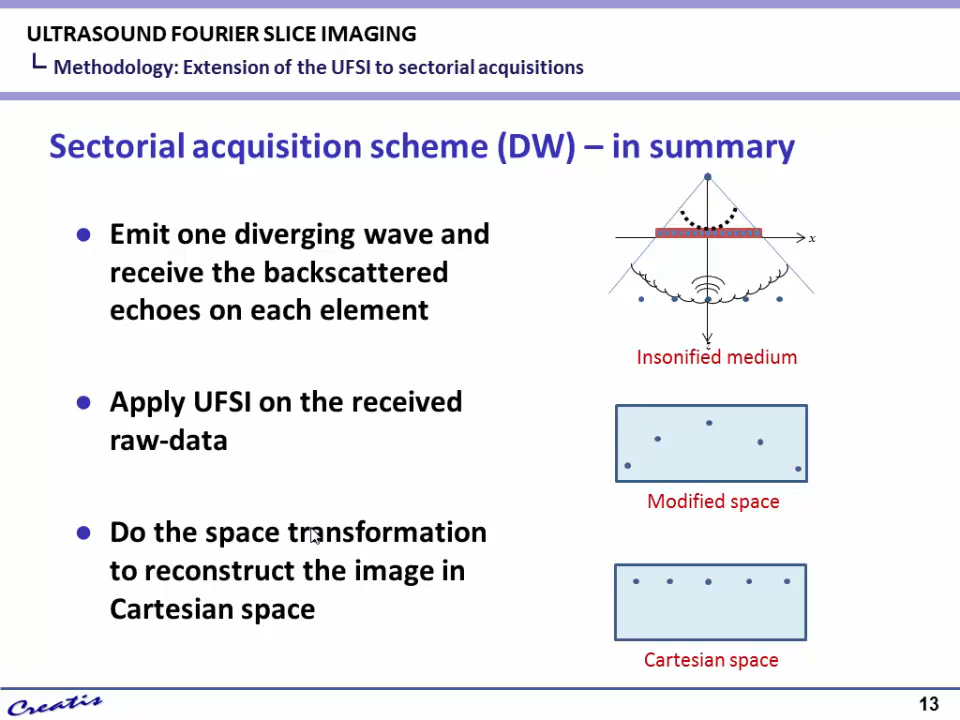 ULTRASOUND FOURIER SLICE IMAGING
Methodology: Extension of the UFSI to sectorial acquisitions
Sectorial acquisition scheme (DW) – in summary
● Emit one diverging wave and
receive the backscattered
echoes on each element
● Apply UFSI on the received
raw-data
● Do the space transformation
to reconstruct the image in
Cartesian space
x
z
Insonified medium
Modified space
Cartesian space
Creatis
13